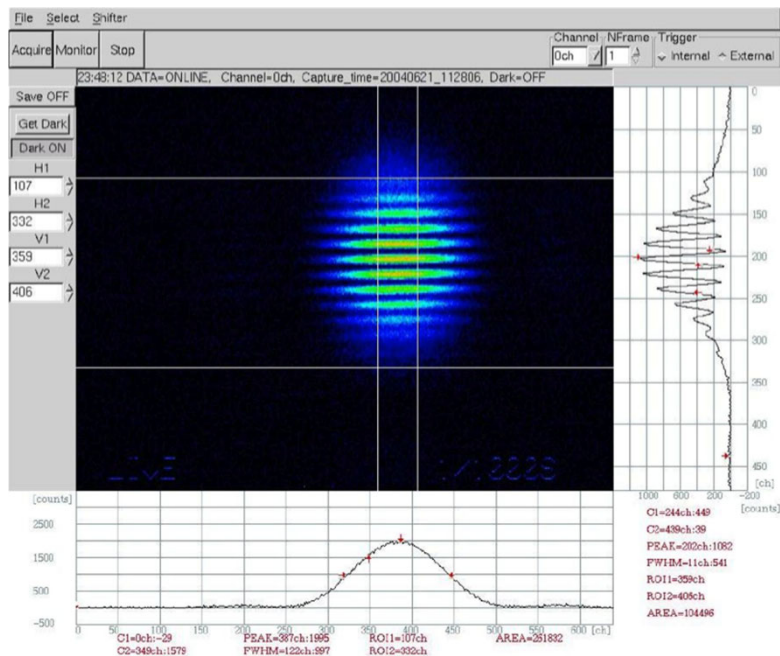 File Select Shifter
Acquire Monitor Stop
Channel NFrame Trigger
0ch 1 Internal External
23:48:12 DATA=ONLINE, Channel=0ch, Capture_time=20040621_112806, Dark=OFF
Save OFF
Get Dark
Dark ON
H1
107
H2
332
V1
359
V2
406
LIVE 1/1000S
0
50
100
150
200
250
300
350
400
450
[ch]
1000 600 200 -200
[counts]
C1=244ch:449
C2=439ch:39
PEAK=202ch:1082
FWHM=11ch:541
ROI1=359ch
ROI2=406ch
AREA=104496
[counts]
2500
1500
500
-500
0 50 100 150 200 250 300 350 400 450 500 550 600 [ch]
C1=0ch:-29 PEAK=387ch:1995 ROI1=107ch AREA=251832
C2=349ch:1579 FWHM=122ch:997 ROI2=332ch